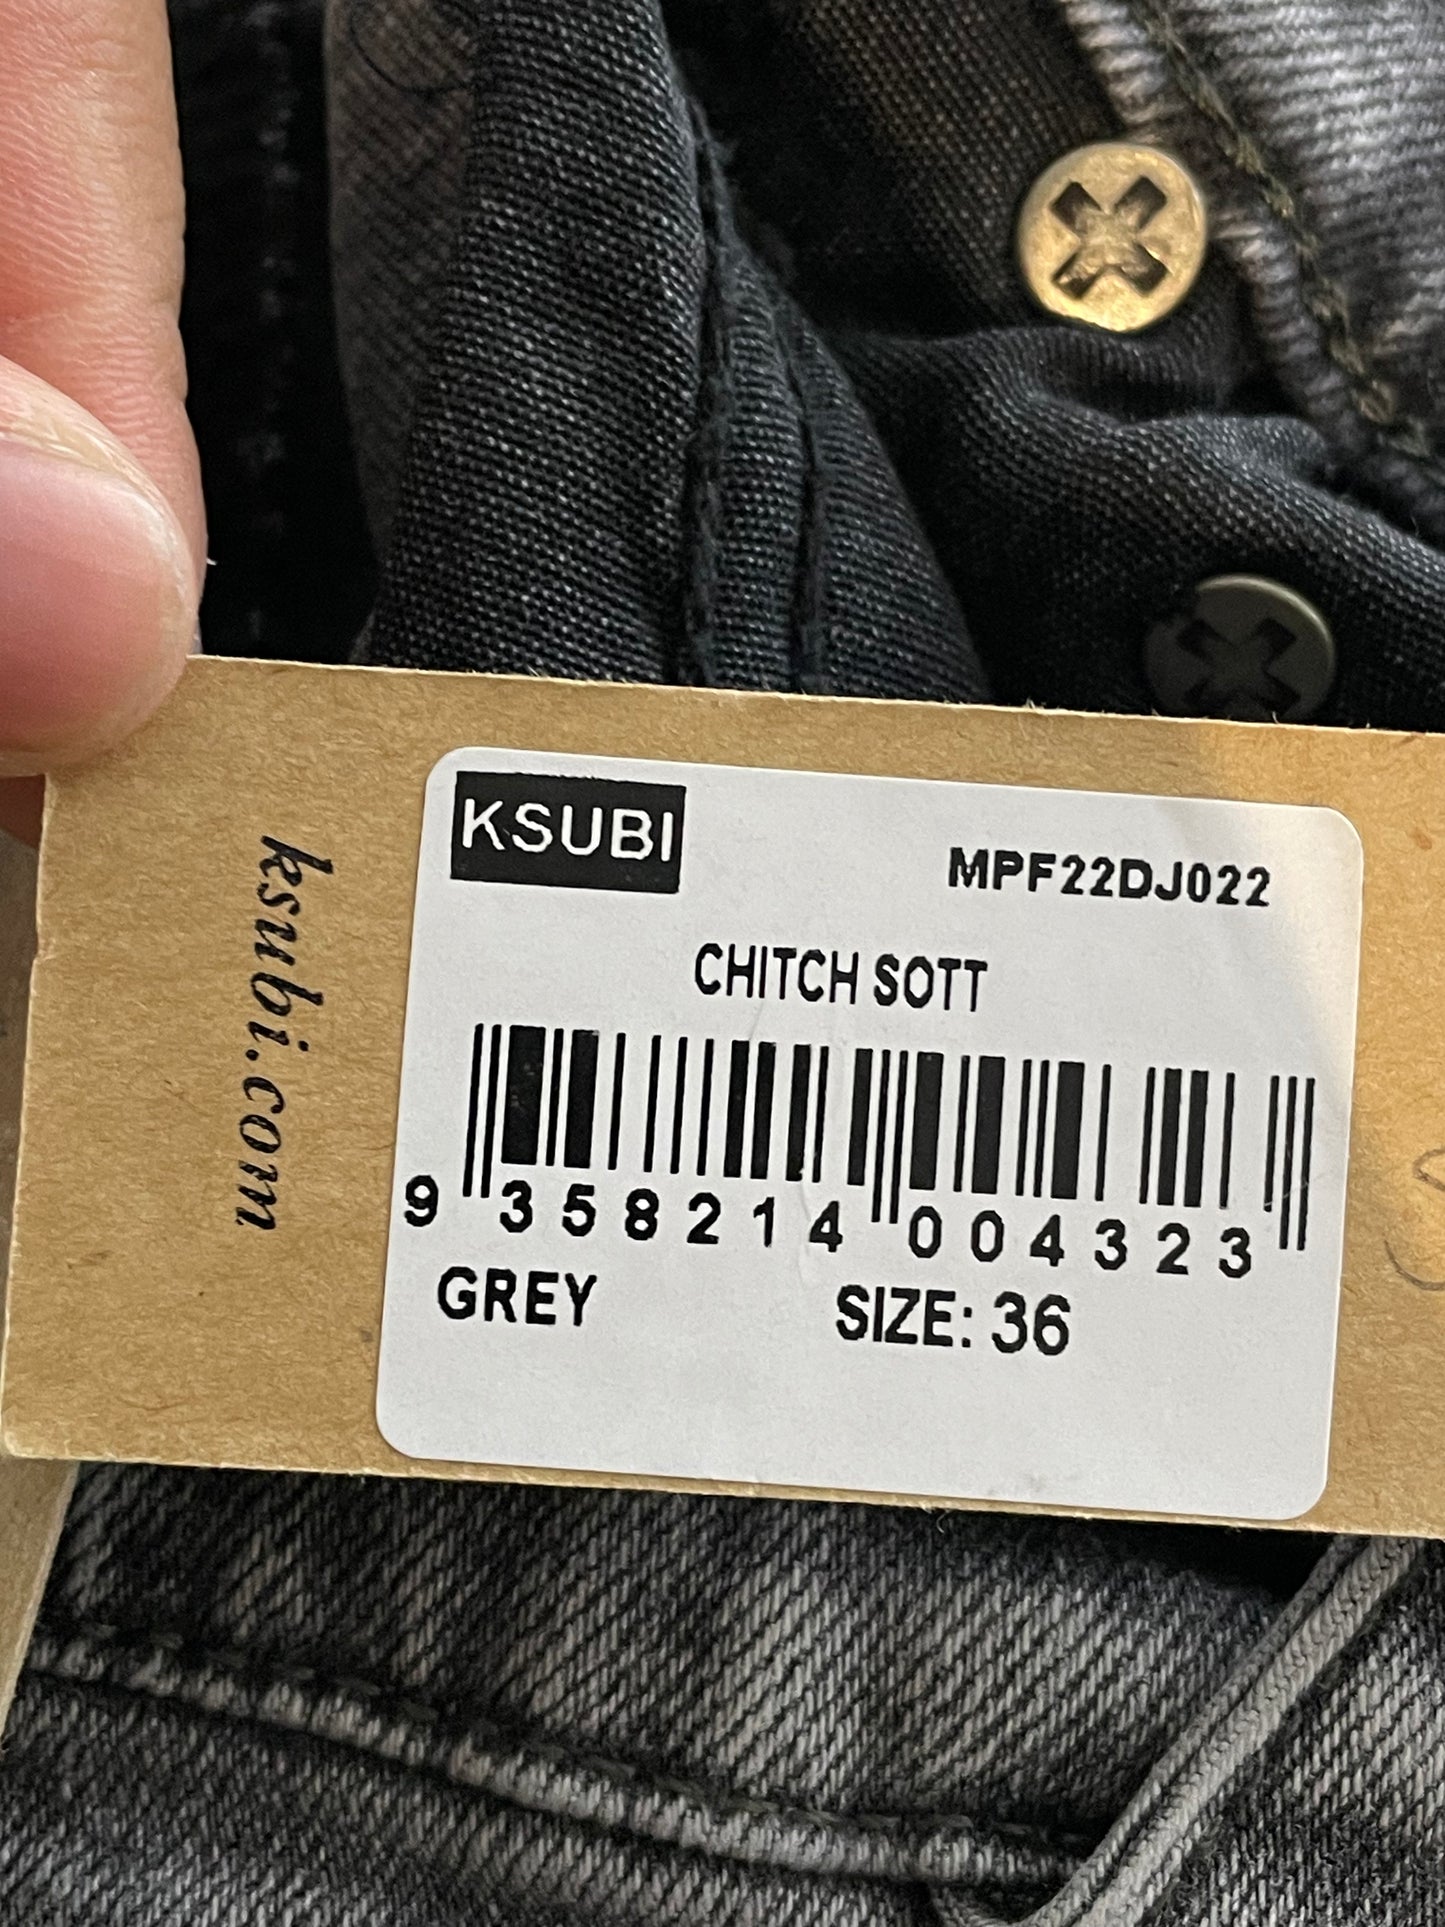 ksubi.com
KSUBI
MPF22DJ022
CHITCH SOTT
9 358214 004323
GREY
SIZE: 36